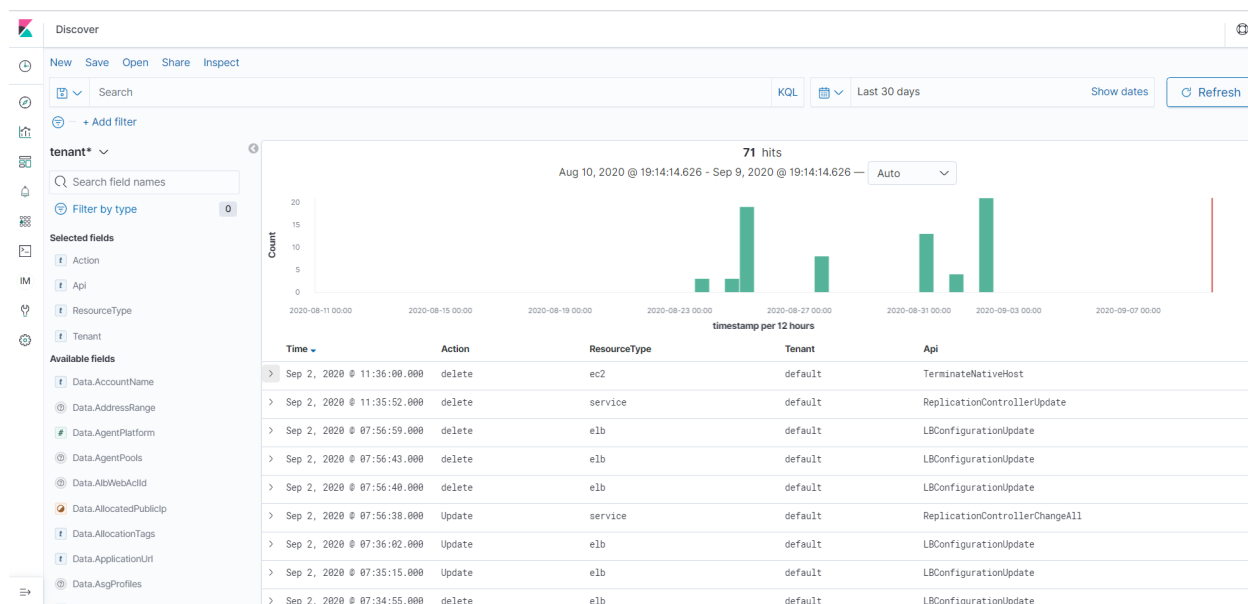 Discover
New Save Open Share Inspect
Search KQL Last 30 days Show dates Refresh
+ Add filter
tenant*
Search field names
Filter by type 0
Selected fields
t Action
t Api
t ResourceType
t Tenant
Available fields
t Data.AccountName
Data.AddressRange
# Data.AgentPlatform
Data.AgentPools
Data.AlbWebAclId
Data.AllocatedPublicIp
t Data.AllocationTags
t Data.ApplicationUrl
Data.AsgProfiles
IM
71 hits
Aug 10, 2020 @ 19:14:14.626 - Sep 9, 2020 @ 19:14:14.626 — Auto
Count
20
15
10
5
0
2020-08-11 00:00 2020-08-15 00:00 2020-08-19 00:00 2020-08-23 00:00 2020-08-27 00:00 2020-08-31 00:00 2020-09-03 00:00 2020-09-07 00:00
timestamp per 12 hours
Time Action ResourceType Tenant Api
Sep 2, 2020 @ 11:36:00.000 delete ec2 default TerminateNativeHost
Sep 2, 2020 @ 11:35:52.000 delete service default ReplicationControllerUpdate
Sep 2, 2020 @ 07:56:59.000 delete elb default LBConfigurationUpdate
Sep 2, 2020 @ 07:56:43.000 delete elb default LBConfigurationUpdate
Sep 2, 2020 @ 07:56:40.000 delete elb default LBConfigurationUpdate
Sep 2, 2020 @ 07:56:38.000 Update service default ReplicationControllerChangeAll
Sep 2, 2020 @ 07:36:02.000 Update elb default LBConfigurationUpdate
Sep 2, 2020 @ 07:35:15.000 Update elb default LBConfigurationUpdate
Sep 2, 2020 @ 07:34:55.000 delete elb default LBConfigurationUpdate